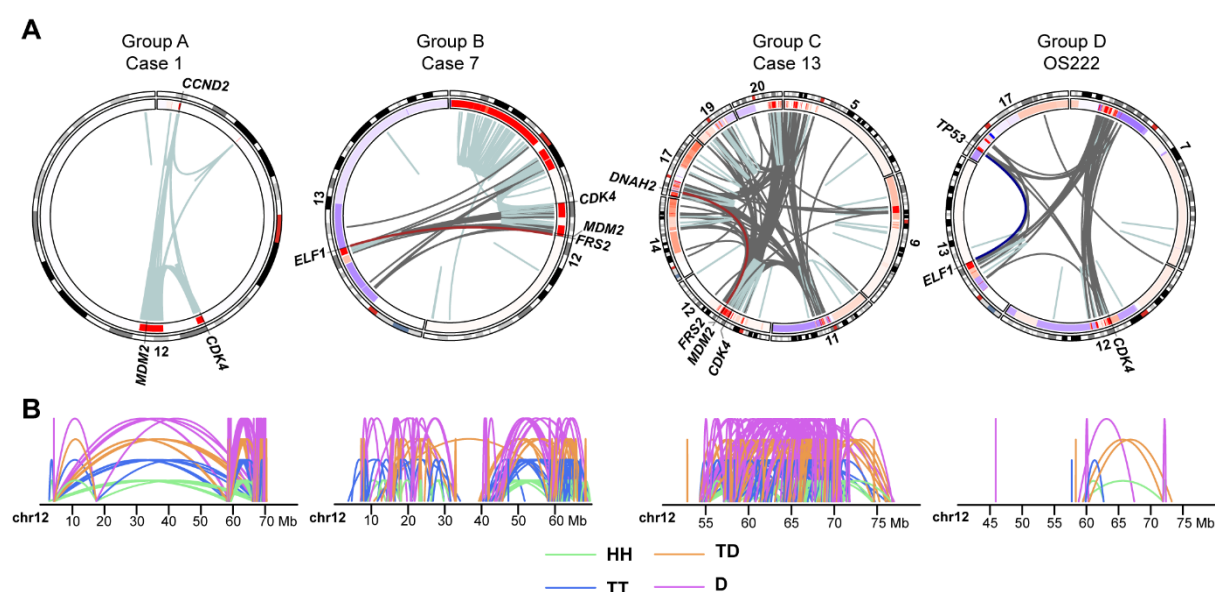 A
Group A
Case 1
CCND2
MDM2
12
CDK4
Group B
Case 7
13
CDK4
MDM2
FRS2
12
ELF1
Group C
Case 13
20
5
19
17
DNAH2
6
14
12
FRS2
MDM2
CDK4
11
Group D
OS222
17
TP53
7
13
ELF1
12
CDK4
B
chr12 10 20 30 40 50 60 70 Mb
chr12 10 20 30 40 50 60 Mb
chr12 55 60 65 70 75 Mb
chr12 45 50 55 60 65 70 75 Mb
HH TD
TT D